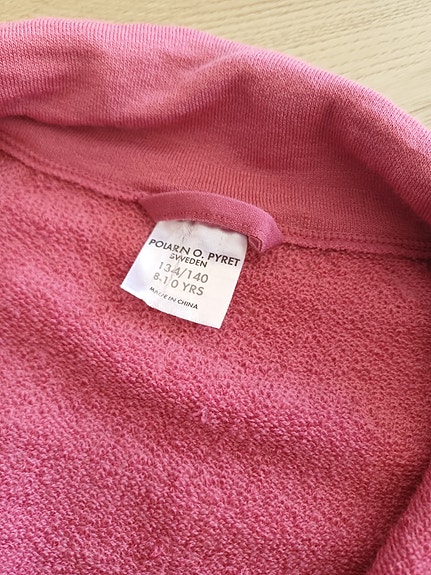 POLARN O. PYRET
SWEDEN
134/140
8-10 YRS
MADE IN CHINA